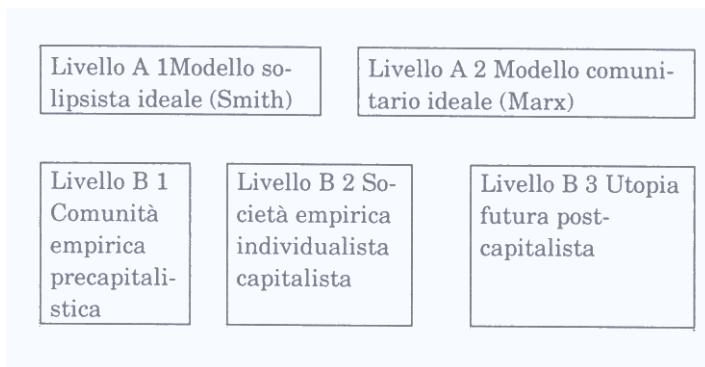 Livello A 1Modello so-
lipsista ideale (Smith)
Livello A 2 Modello comuni-
tario ideale (Marx)
Livello B 1
Comunità
empirica
precapitali-
stica
Livello B 2 So-
cietà empirica
individualista
capitalista
Livello B 3 Utopia
futura post-
capitalista